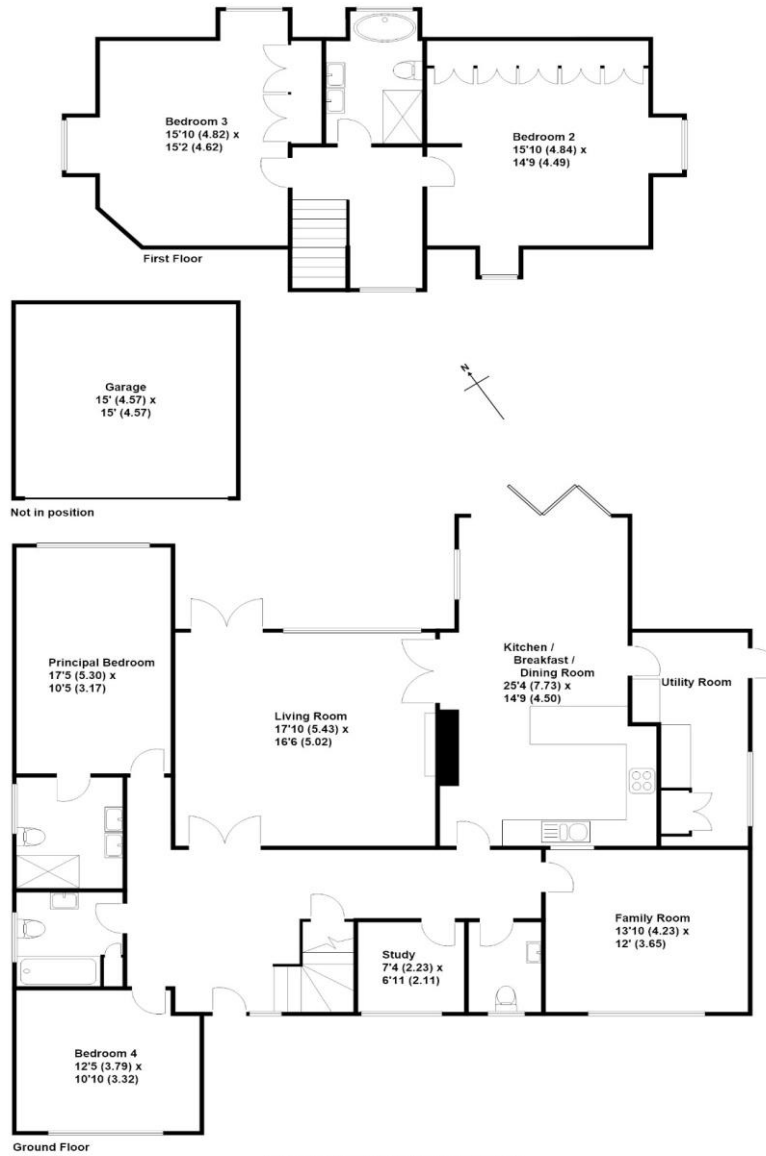 Bedroom 3
15'10 (4.82) x
15'2 (4.62)
Bedroom 2
15'10 (4.84) x
14'9 (4.49)
First Floor
Garage
15' (4.57) x
15' (4.57)
N
Not in position
Principal Bedroom
17'5 (5.30) x
10'5 (3.17)
Living Room
17'10 (5.43) x
16'6 (5.02)
Kitchen /
Breakfast /
Dining Room
25'4 (7.73) x
14'9 (4.50)
Utility Room
Family Room
13'10 (4.23) x
12' (3.65)
Study
7'4 (2.23) x
6'11 (2.11)
Bedroom 4
12'5 (3.79) x
10'10 (3.32)
Ground Floor